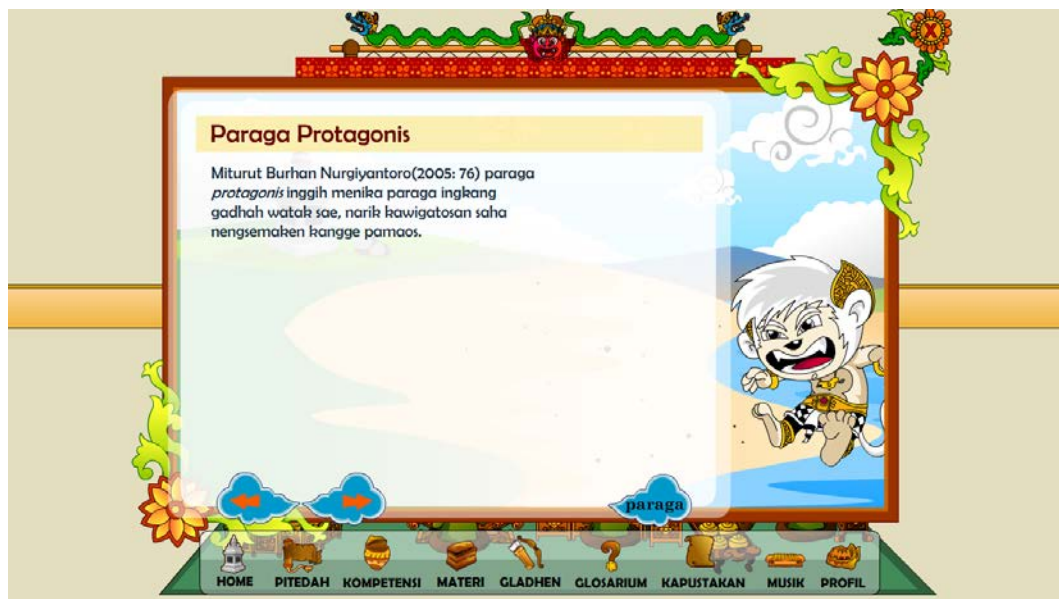 X
Paraga Protagonis
Miturut Burhan Nurgiyantoro(2005: 76) paraga
protagonis inggih menika paraga ingkang
gadhah watak sae, narik kawigatosan saha
nengsemaken kangge pamaos.
paraga
HOME PITEDAH KOMPETENSI MATERI GLADHEN GLOSARIUM KAPUSTAKAN MUSIK PROFIL